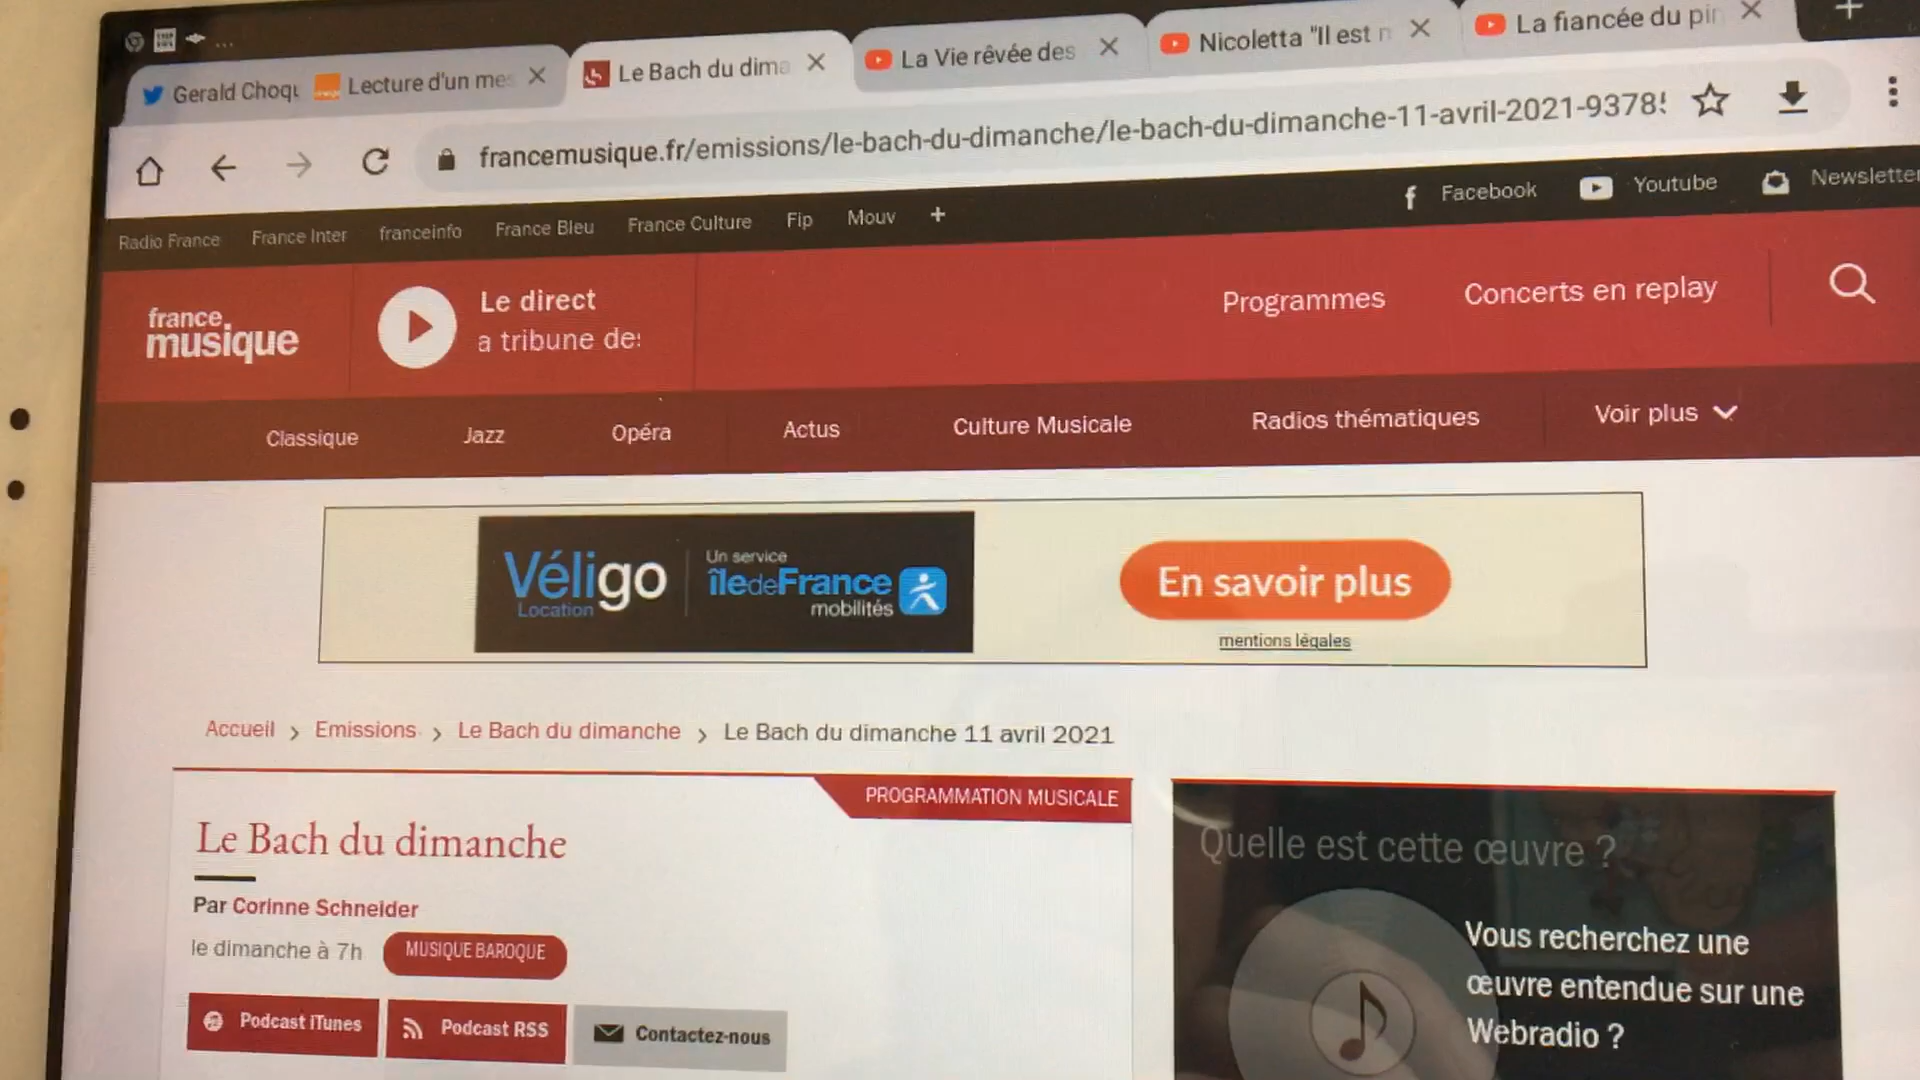 Gerald Choqu
Lecture d'un mes
Le Bach du dima
La Vie rêvée des
Nicoletta "Il est n
La fiancée du pir
francemusique.fr/emissions/le-bach-du-dimanche/le-bach-du-dimanche-11-avril-2021-9378
Radio France
France Inter
franceinfo
France Bleu
France Culture
Fip
Mouv
+
Facebook
Youtube
Newsletter
france
musique
Le direct
a tribune des
Programmes
Concerts en replay
Classique
Jazz
Opéra
Actus
Culture Musicale
Radios thématiques
Voir plus
Véligo
Location
Un service
îledeFrance
mobilités
En savoir plus
mentions légales
Accueil > Emissions > Le Bach du dimanche > Le Bach du dimanche 11 avril 2021
PROGRAMMATION MUSICALE
Le Bach du dimanche
Par Corinne Schneider
le dimanche à 7h
MUSIQUE BAROQUE
Podcast iTunes
Podcast RSS
Contactez-nous
Quelle est cette œuvre ?
Vous recherchez une
œuvre entendue sur une
Webradio ?